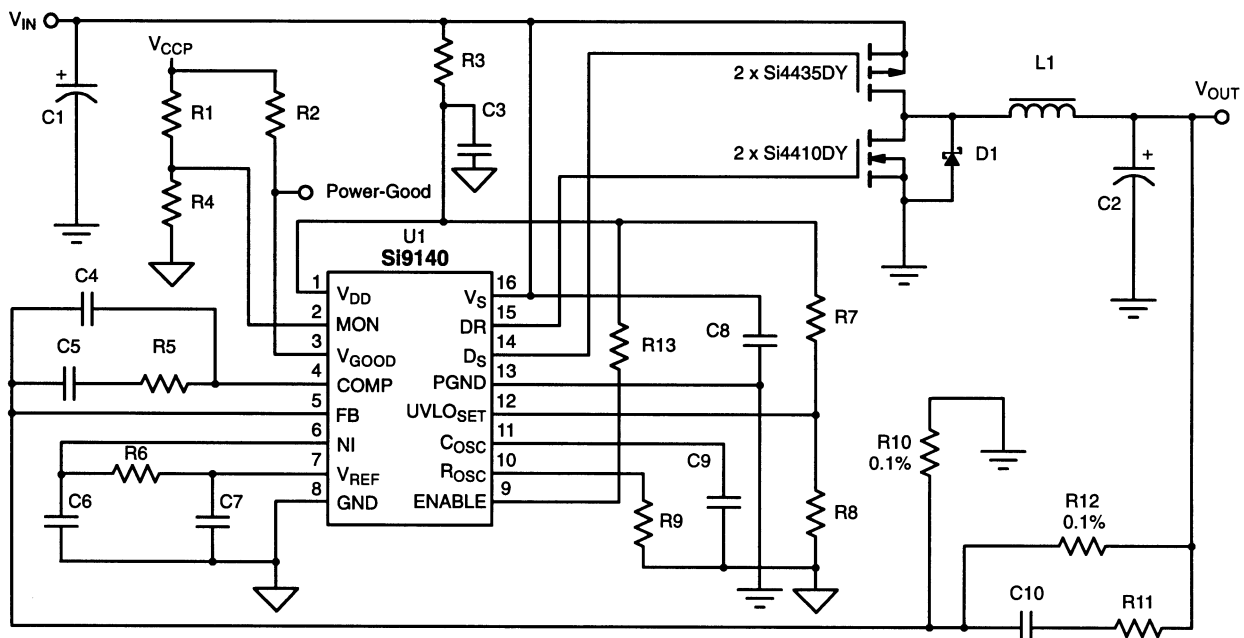 VIN
VCCP
R3
2 x Si4435DY
L1
VOUT
+
C1
R1
R2
C3
2 x Si4410DY
D1
+
C2
R4
Power-Good
U1
Si9140
C4
1
VDD
VS
16
2
MON
DR
15
C8
R7
C5
R5
3
VGOOD
DS
14
R13
4
COMP
PGND
13
5
FB
UVLOSET
12
6
NI
COSC
11
R10
0.1%
R6
7
VREF
ROSC
10
C9
C6
C7
8
GND
ENABLE
9
R9
R8
R12
0.1%
C10
R11